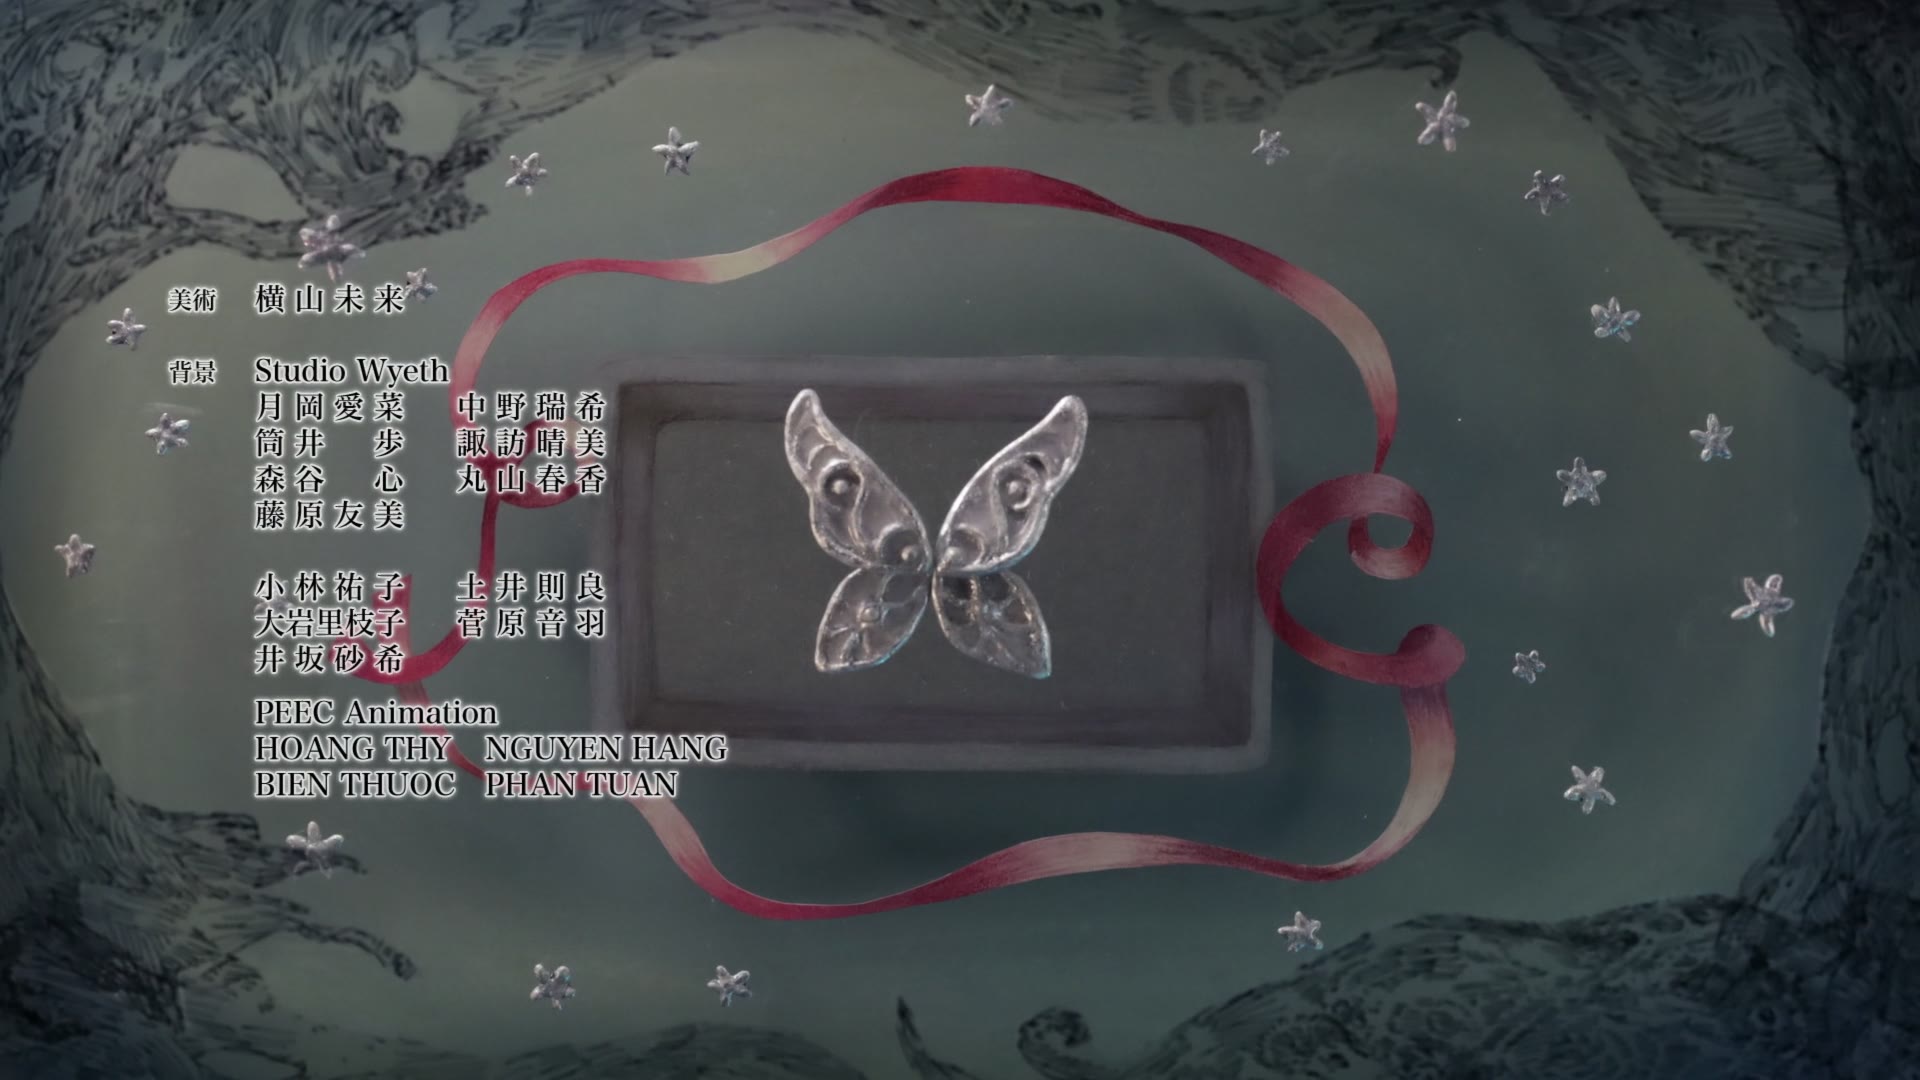 美術 横山未来
背景 Studio Wyeth
月岡愛菜 中野瑞希
筒井 歩 諏訪晴美
森谷 心 丸山春香
藤原友美
小林祐子 土井則良
大岩里枝子 菅原音羽
井坂砂希
PEEC Animation
HOANG THY NGUYEN HANG
BIEN THUOC PHAN TUAN